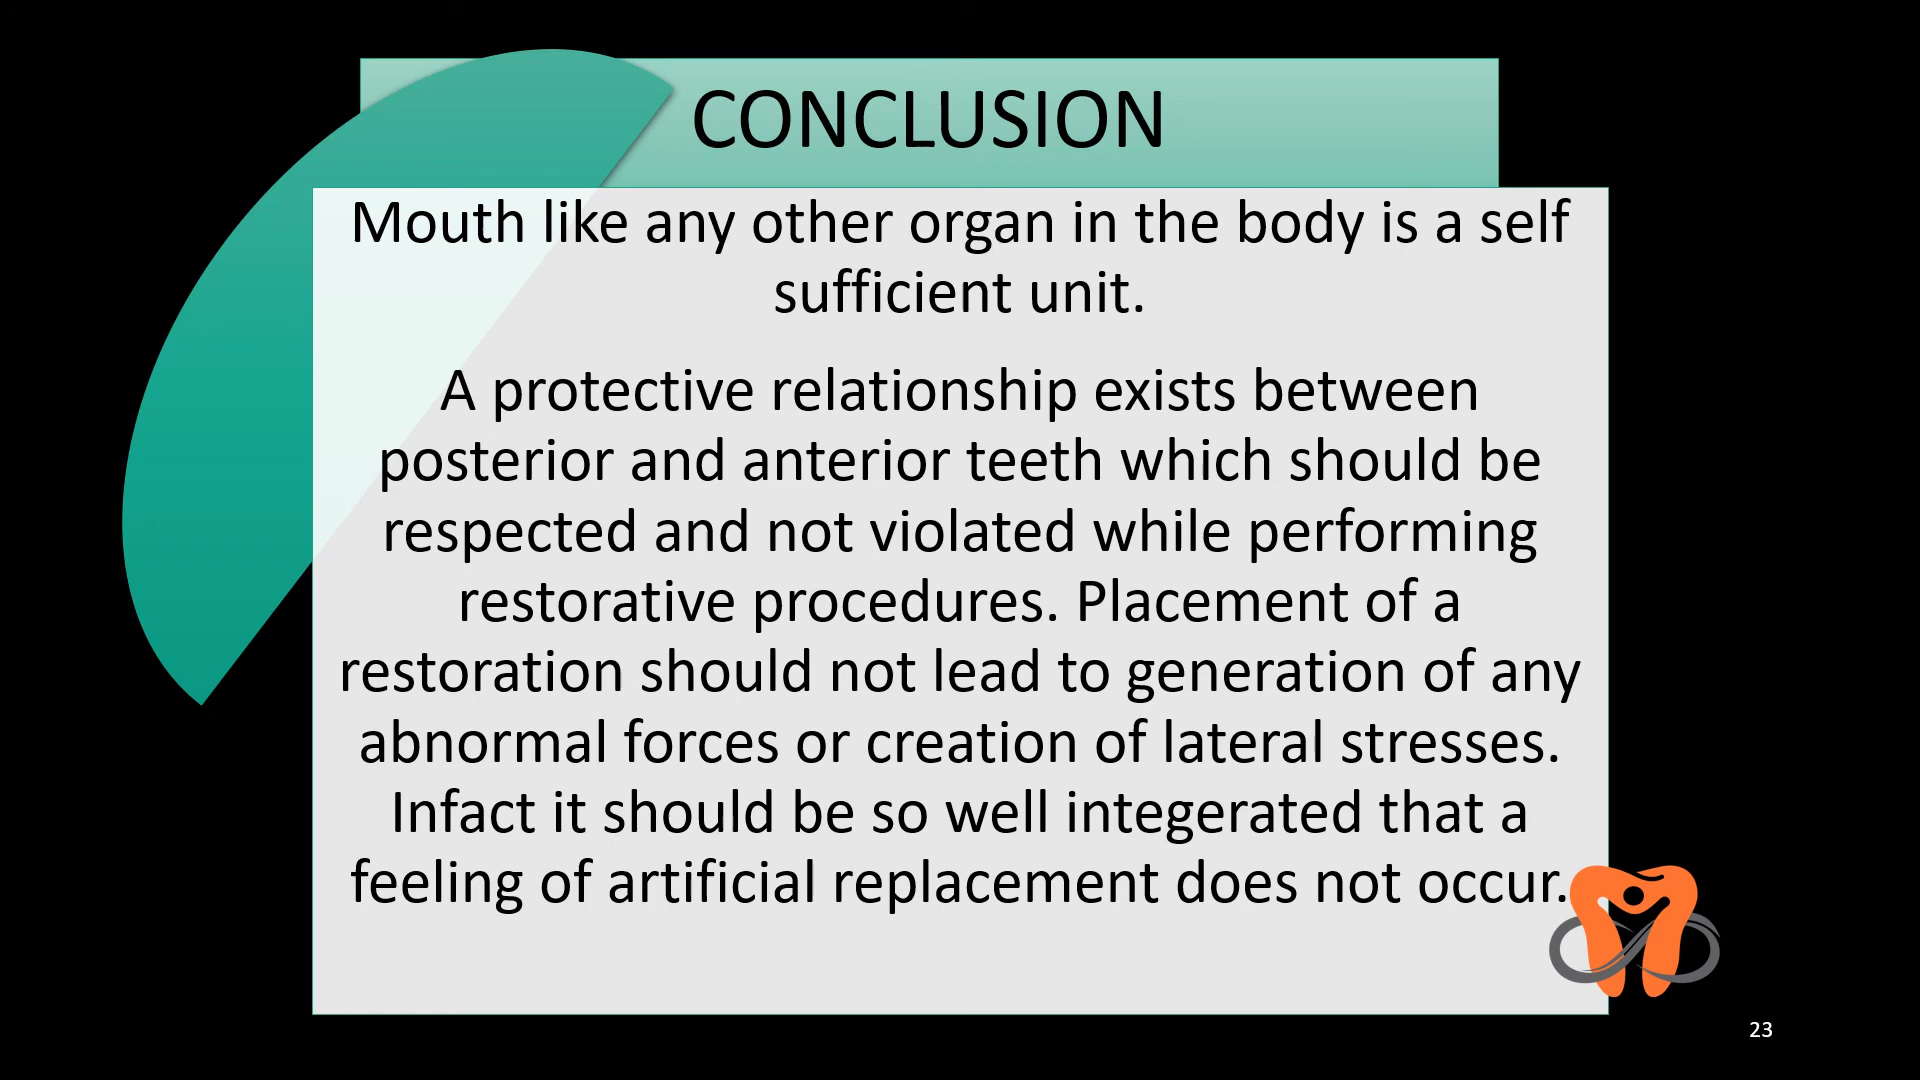 CONCLUSION
Mouth like any other organ in the body is a self
sufficient unit.
A protective relationship exists between
posterior and anterior teeth which should be
respected and not violated while performing
restorative procedures. Placement of a
restoration should not lead to generation of any
abnormal forces or creation of lateral stresses.
Infact it should be so well integerated that a
feeling of artificial replacement does not occur.
23